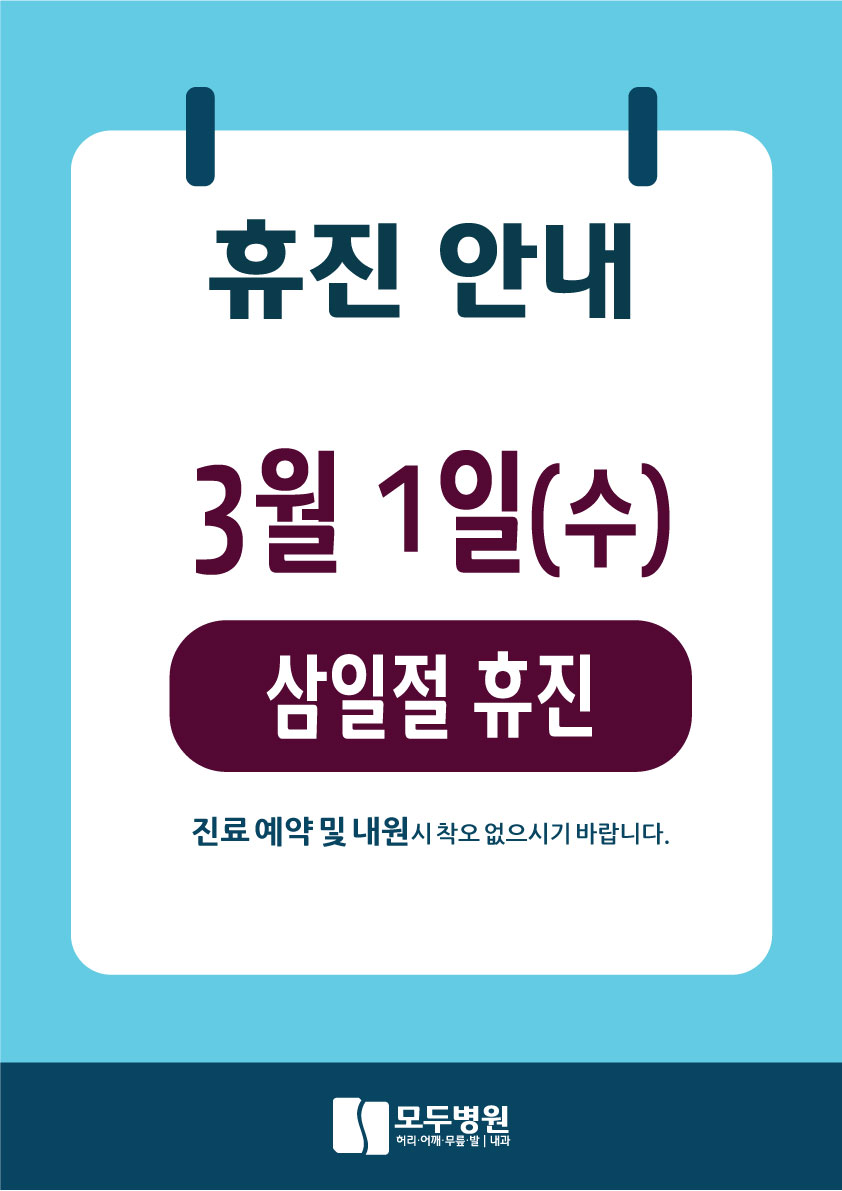 휴진 안내
3월 1일(수)
삼일절 휴진
진료 예약 및 내원시 착오 없으시기 바랍니다.
모두병원
허리·어깨·무릎·발 | 내과